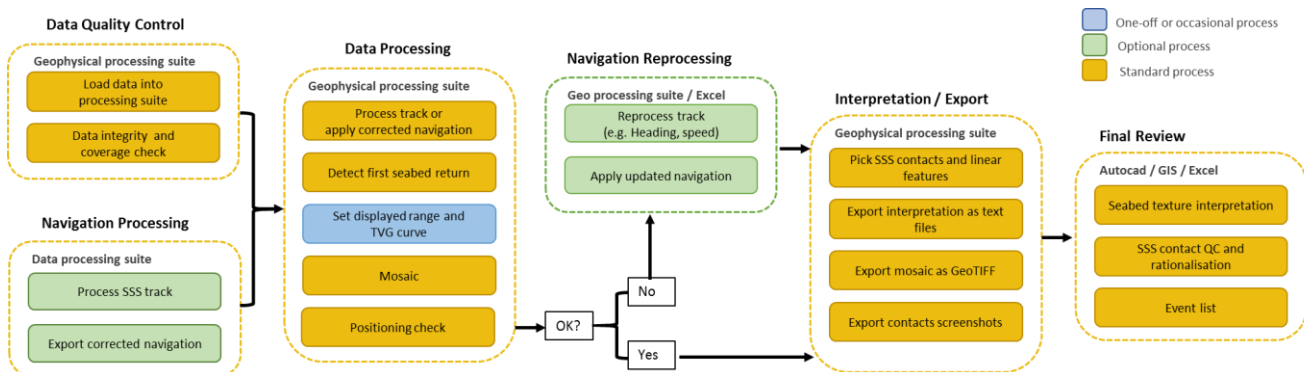 Data Quality Control
Geophysical processing suite
Load data into
processing suite
Data integrity and
coverage check
Navigation Processing
Data processing suite
Process SSS track
Export corrected navigation
Data Processing
Geophysical processing suite
Process track or
apply corrected navigation
Detect first seabed return
Set displayed range and
TVG curve
Mosaic
Positioning check
OK?
No
Yes
Navigation Reprocessing
Geo processing suite / Excel
Reprocess track
(e.g. Heading, speed)
Apply updated navigation
Interpretation / Export
Geophysical processing suite
Pick SSS contacts and linear
features
Export interpretation as text
files
Export mosaic as GeoTIFF
Export contacts screenshots
One-off or occasional process
Optional process
Standard process
Final Review
Autocad / GIS / Excel
Seabed texture interpretation
SSS contact QC and
rationalisation
Event list